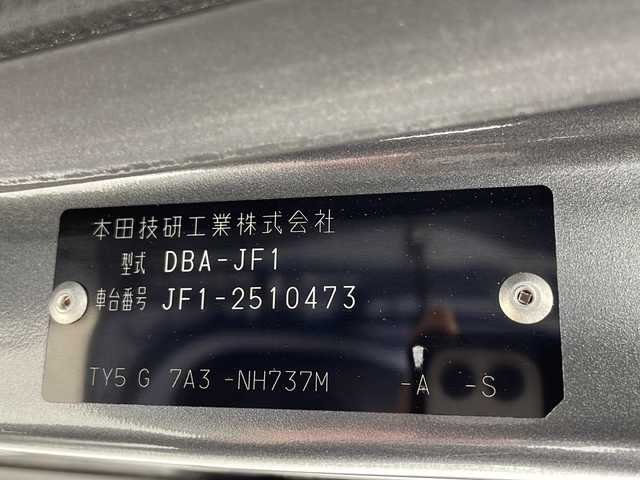 本田技研工業株式会社
型式 DBA-JF1
車台番号 JF1-2510473
TY5 G 7A3 -NH737M -A -S